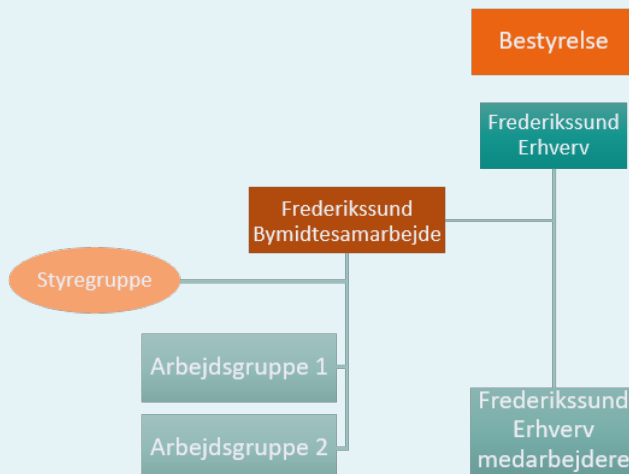 Bestyrelse
Frederikssund
Erhverv
Frederikssund
Bymidtesamarbejde
Styregruppe
Arbejdsgruppe 1
Arbejdsgruppe 2
Frederikssund
Erhverv
medarbejdere